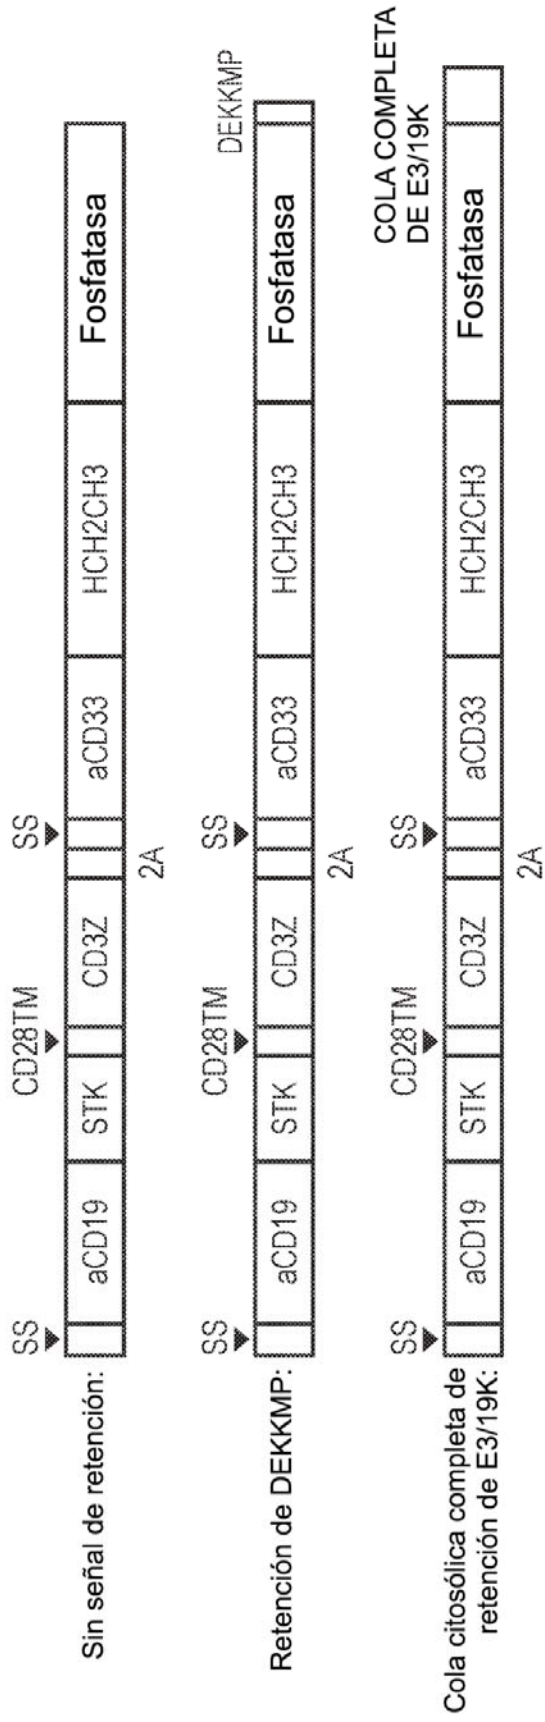 SS
CD28TM
SS
Sin señal de retención:
aCD19
STK
CD3Z
aCD33
HCH2CH3
Fosfatasa
2A
SS
CD28TM
SS
DEKKMP
Retención de DEKKMP:
aCD19
STK
CD3Z
aCD33
HCH2CH3
Fosfatasa
2A
SS
CD28TM
SS
COLA COMPLETA
DE E3/19K
Cola citosólica completa de
retención de E3/19K:
aCD19
STK
CD3Z
aCD33
HCH2CH3
Fosfatasa
2A